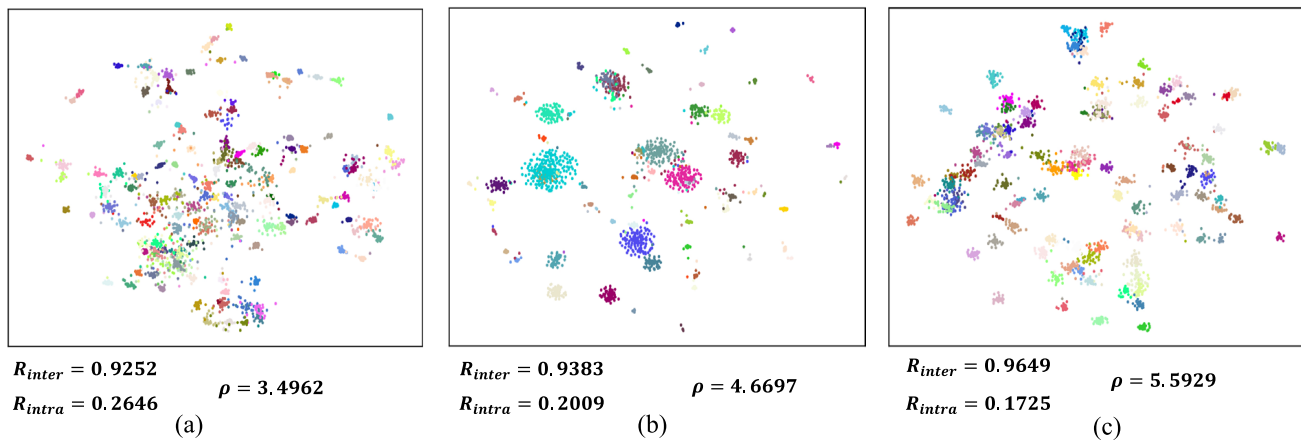 R_inter = 0.9252
ρ = 3.4962
R_intra = 0.2646
(a)
R_inter = 0.9383
ρ = 4.6697
R_intra = 0.2009
(b)
R_inter = 0.9649
ρ = 5.5929
R_intra = 0.1725
(c)